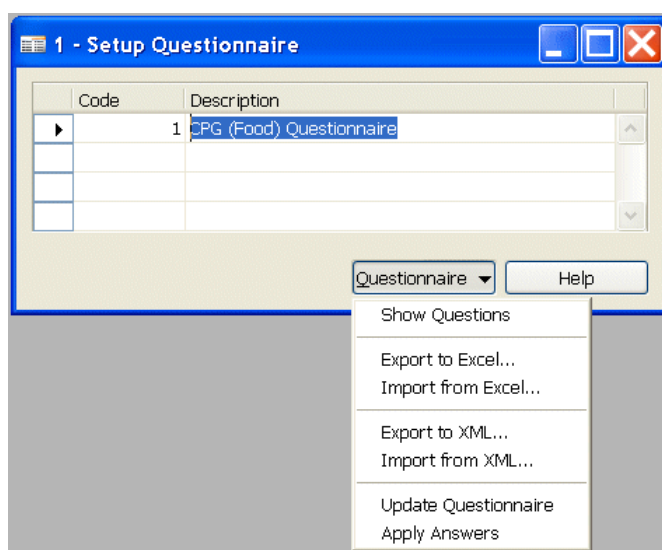 1 - Setup Questionnaire
Code Description
1 CPG (Food) Questionnaire
Questionnaire Help
Show Questions
Export to Excel...
Import from Excel...
Export to XML...
Import from XML...
Update Questionnaire
Apply Answers